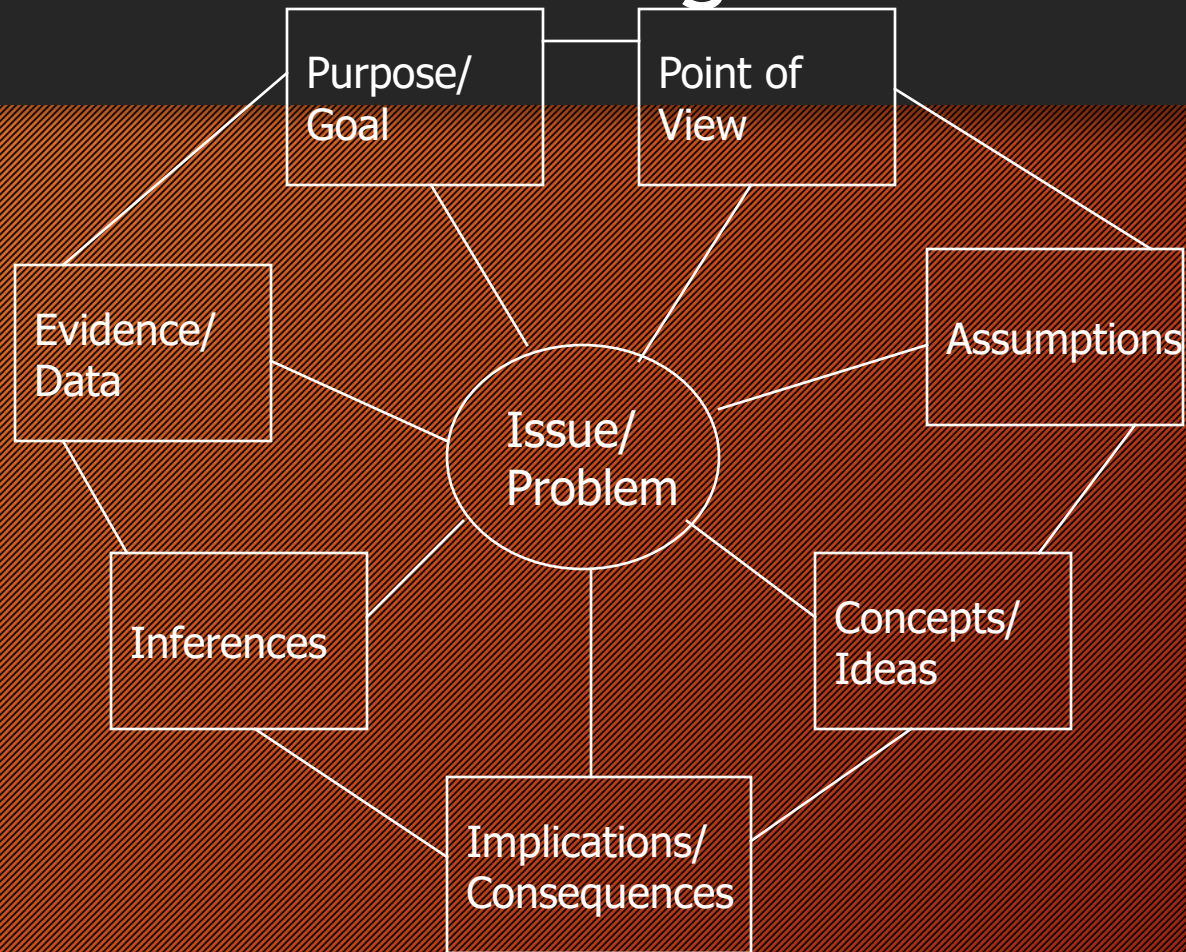 Purpose/
Goal
Point of
View
Evidence/
Data
Assumptions
Issue/
Problem
Inferences
Concepts/
Ideas
Implications/
Consequences